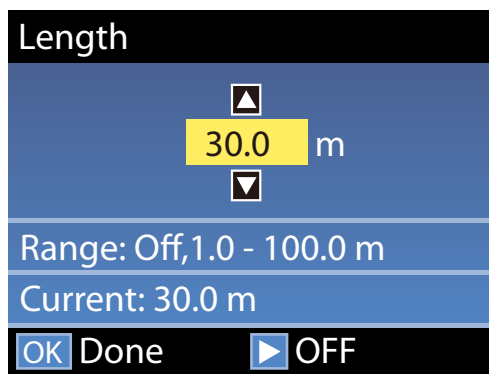 Length
30.0 m
Range: Off,1.0 - 100.0 m
Current: 30.0 m
OK Done OFF